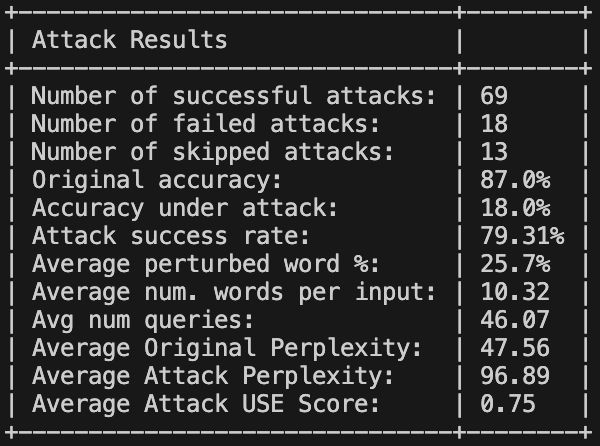 +-------------------------------+--------+
| Attack Results                |        |
+-------------------------------+--------+
| Number of successful attacks: | 69     |
| Number of failed attacks:     | 18     |
| Number of skipped attacks:    | 13     |
| Original accuracy:            | 87.0%  |
| Accuracy under attack:        | 18.0%  |
| Attack success rate:          | 79.31% |
| Average perturbed word %:     | 25.7%  |
| Average num. words per input: | 10.32  |
| Avg num queries:              | 46.07  |
| Average Original Perplexity:  | 47.56  |
| Average Attack Perplexity:    | 96.89  |
| Average Attack USE Score:     | 0.75   |
+-------------------------------+--------+